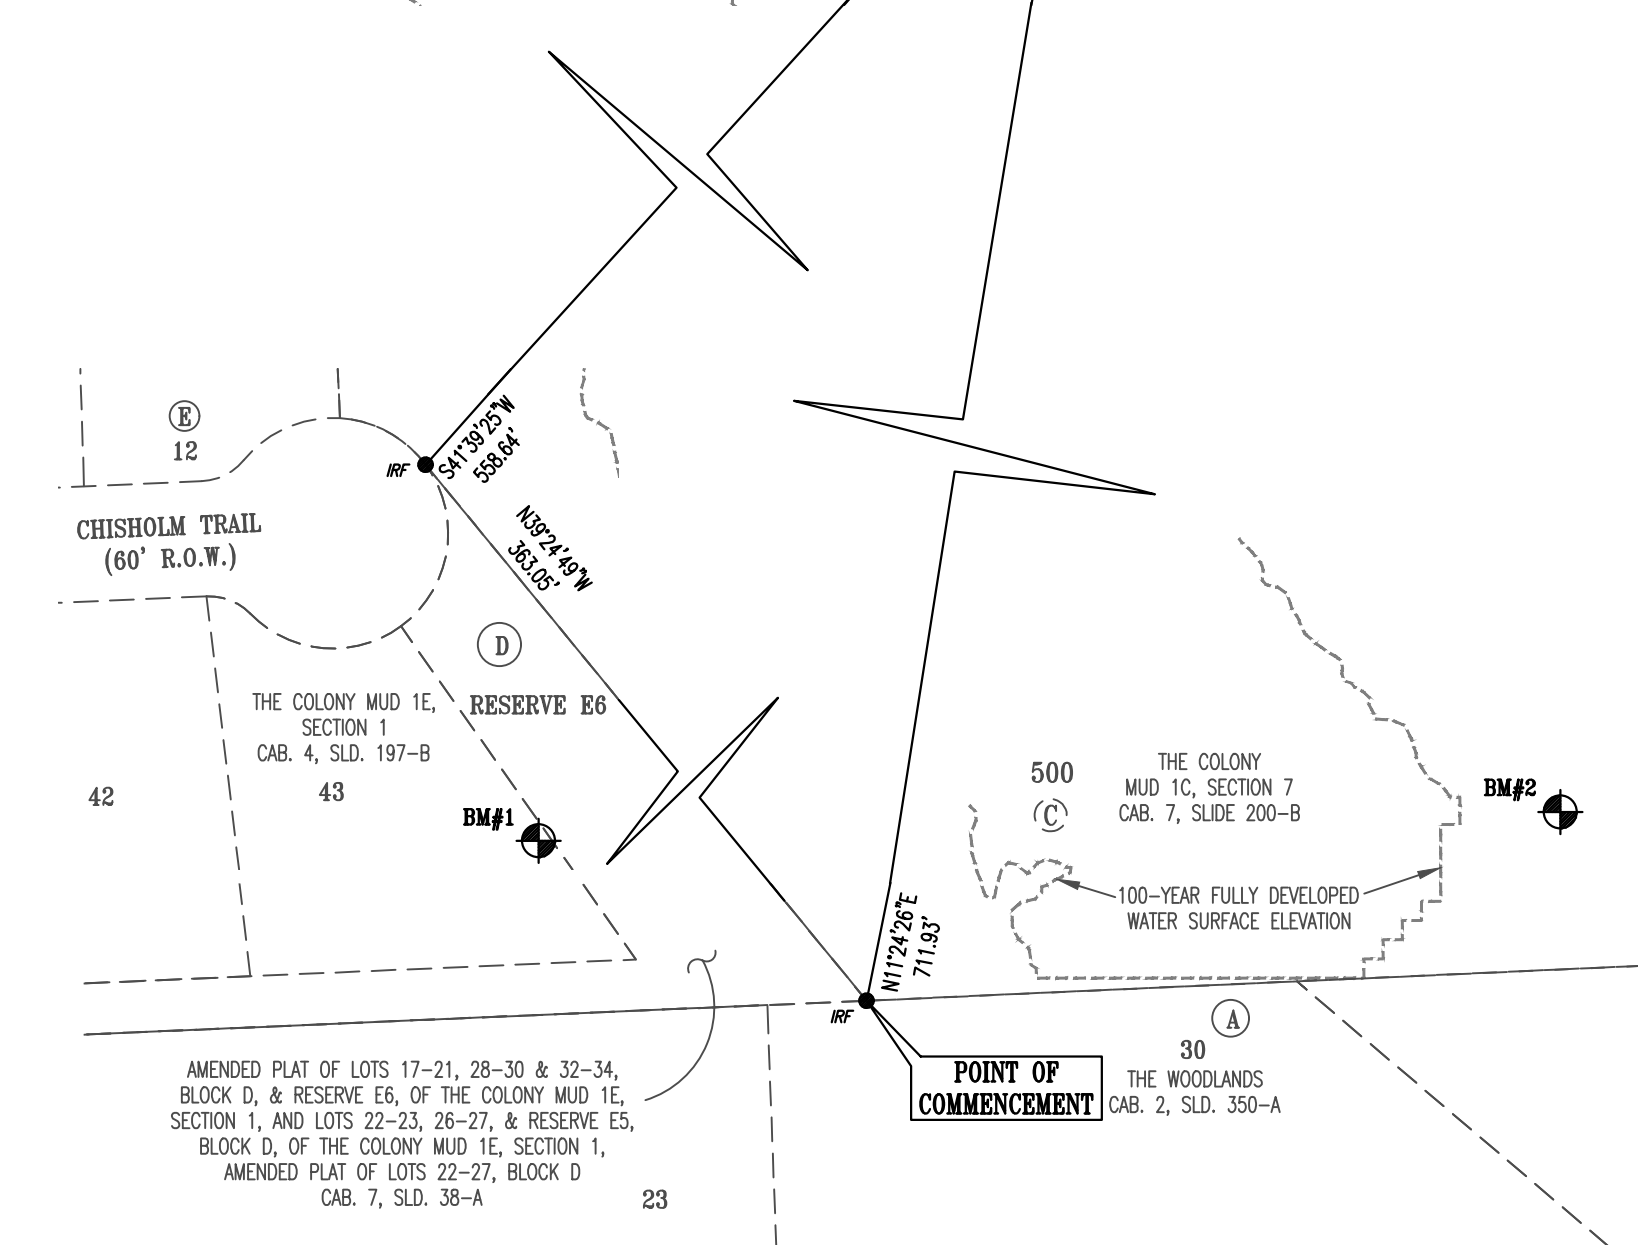 E
12
IRF
S41°39'25"W
558.64'
CHISHOLM TRAIL
(60' R.O.W.)
N39°24'49"W
363.05'
D
RESERVE E6
THE COLONY MUD 1E,
SECTION 1
CAB. 4, SLD. 197-B
42
43
BM#1
500
C
THE COLONY
MUD 1C, SECTION 7
CAB. 7, SLIDE 200-B
BM#2
100-YEAR FULLY DEVELOPED
WATER SURFACE ELEVATION
N11°24'26"E
711.93'
IRF
A
30
THE WOODLANDS
CAB. 2, SLD. 350-A
POINT OF
COMMENCEMENT
AMENDED PLAT OF LOTS 17-21, 28-30 & 32-34,
BLOCK D, & RESERVE E6, OF THE COLONY MUD 1E,
SECTION 1, AND LOTS 22-23, 26-27, & RESERVE E5,
BLOCK D, OF THE COLONY MUD 1E, SECTION 1,
AMENDED PLAT OF LOTS 22-27, BLOCK D
CAB. 7, SLD. 38-A
23